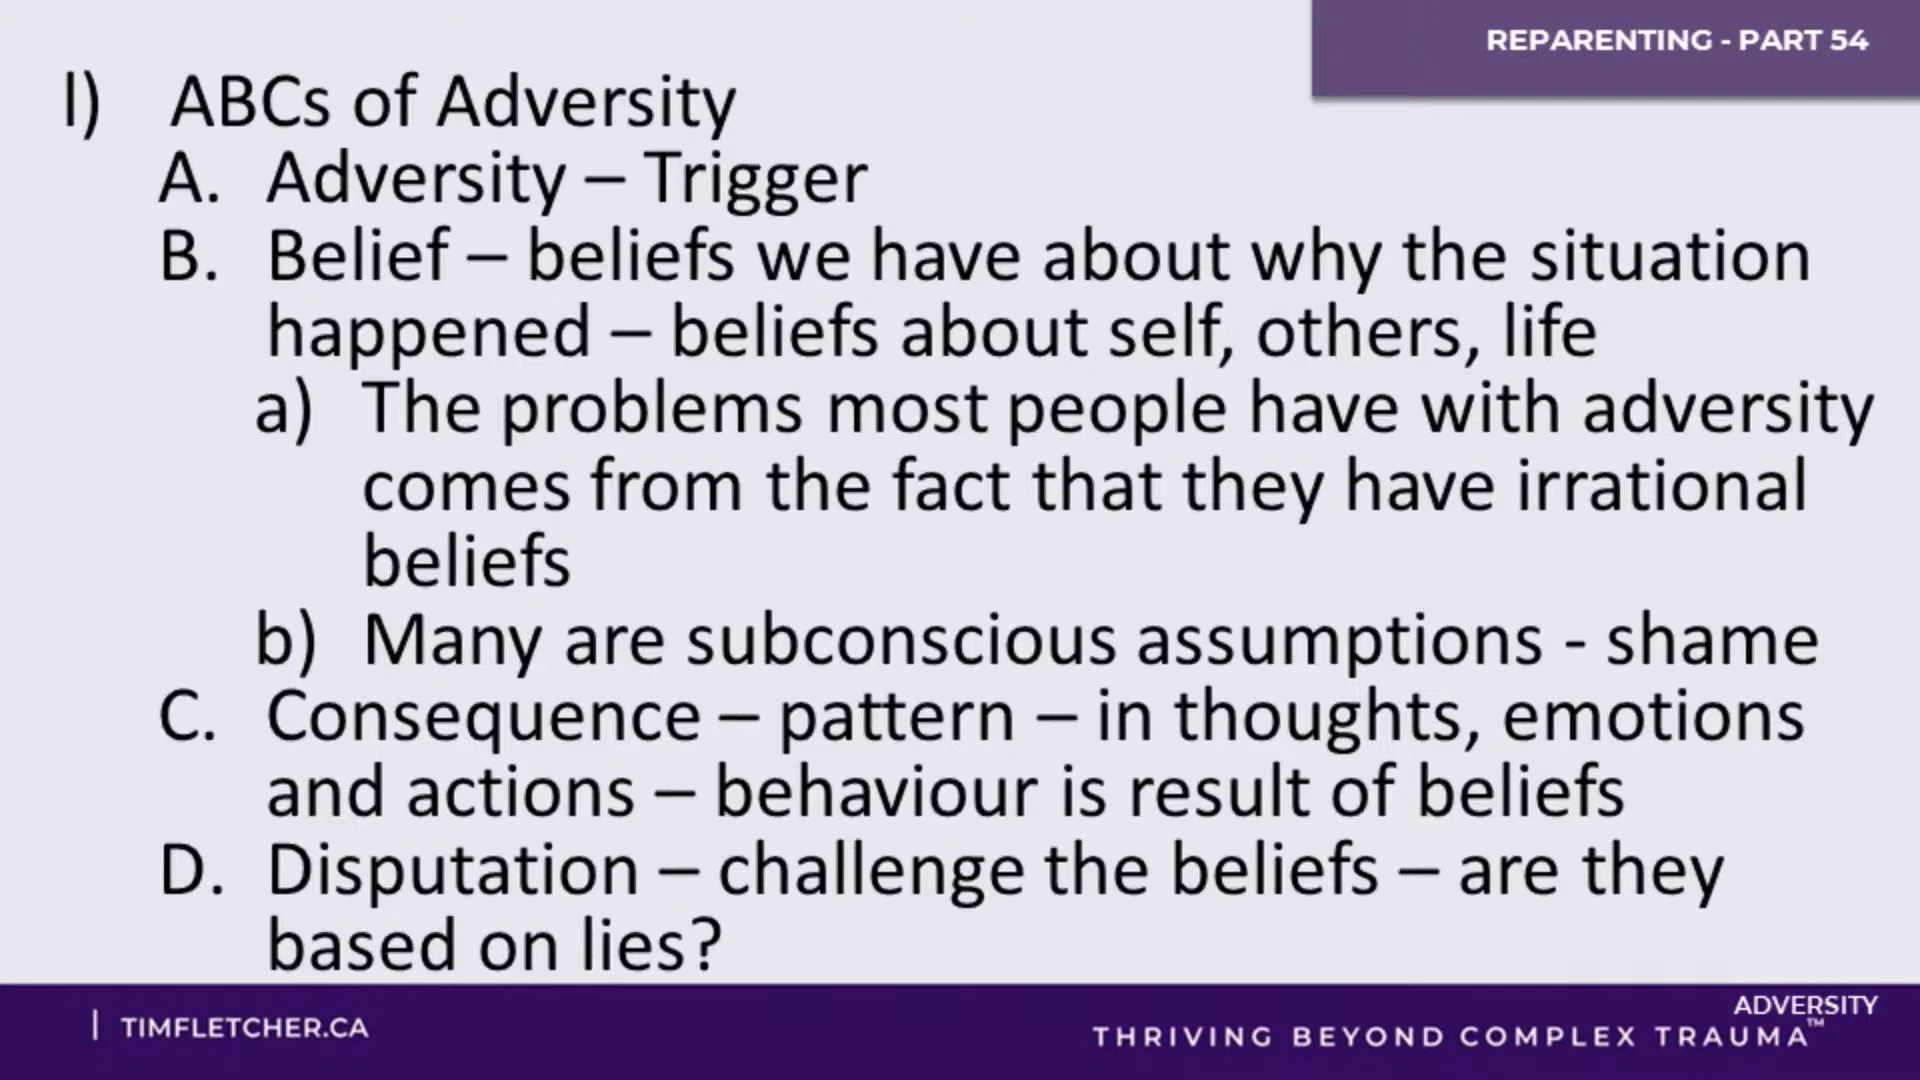 REPARENTING - PART 54
l) ABCs of Adversity
A. Adversity – Trigger
B. Belief – beliefs we have about why the situation
happened – beliefs about self, others, life
a) The problems most people have with adversity
comes from the fact that they have irrational
beliefs
b) Many are subconscious assumptions - shame
C. Consequence – pattern – in thoughts, emotions
and actions – behaviour is result of beliefs
D. Disputation – challenge the beliefs – are they
based on lies?
| TIMFLETCHER.CA
ADVERSITY
THRIVING BEYOND COMPLEX TRAUMA™